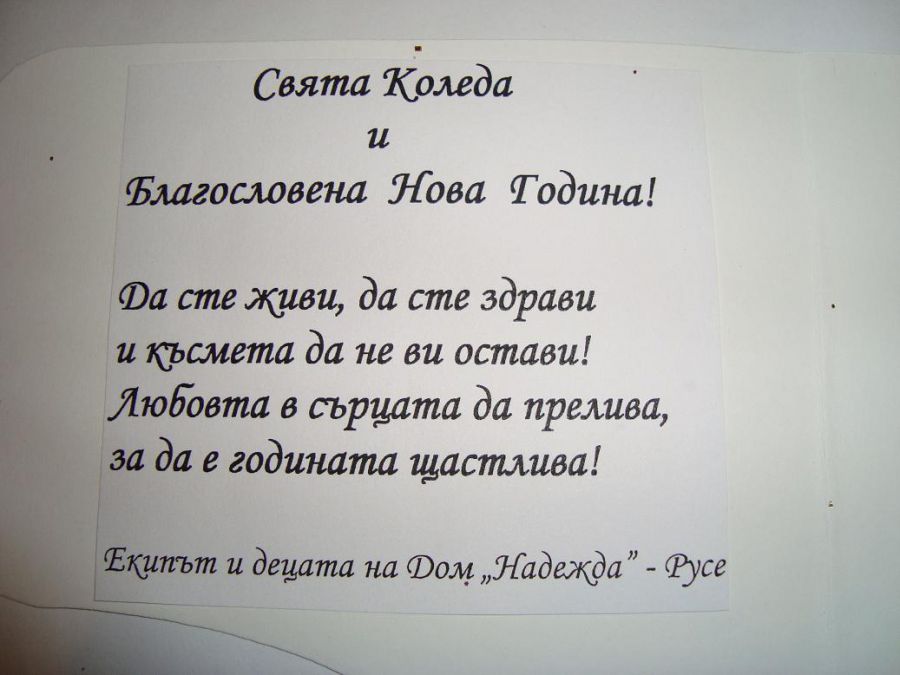 Свята Коледа
и
Благословена Нова Година!
Да сте живи, да сте здрави
и късмета да не ви остави!
Любовта в сърцата да прелива,
за да е годината щастлива!
Екипът и децата на Дом „Надежда” - Русе